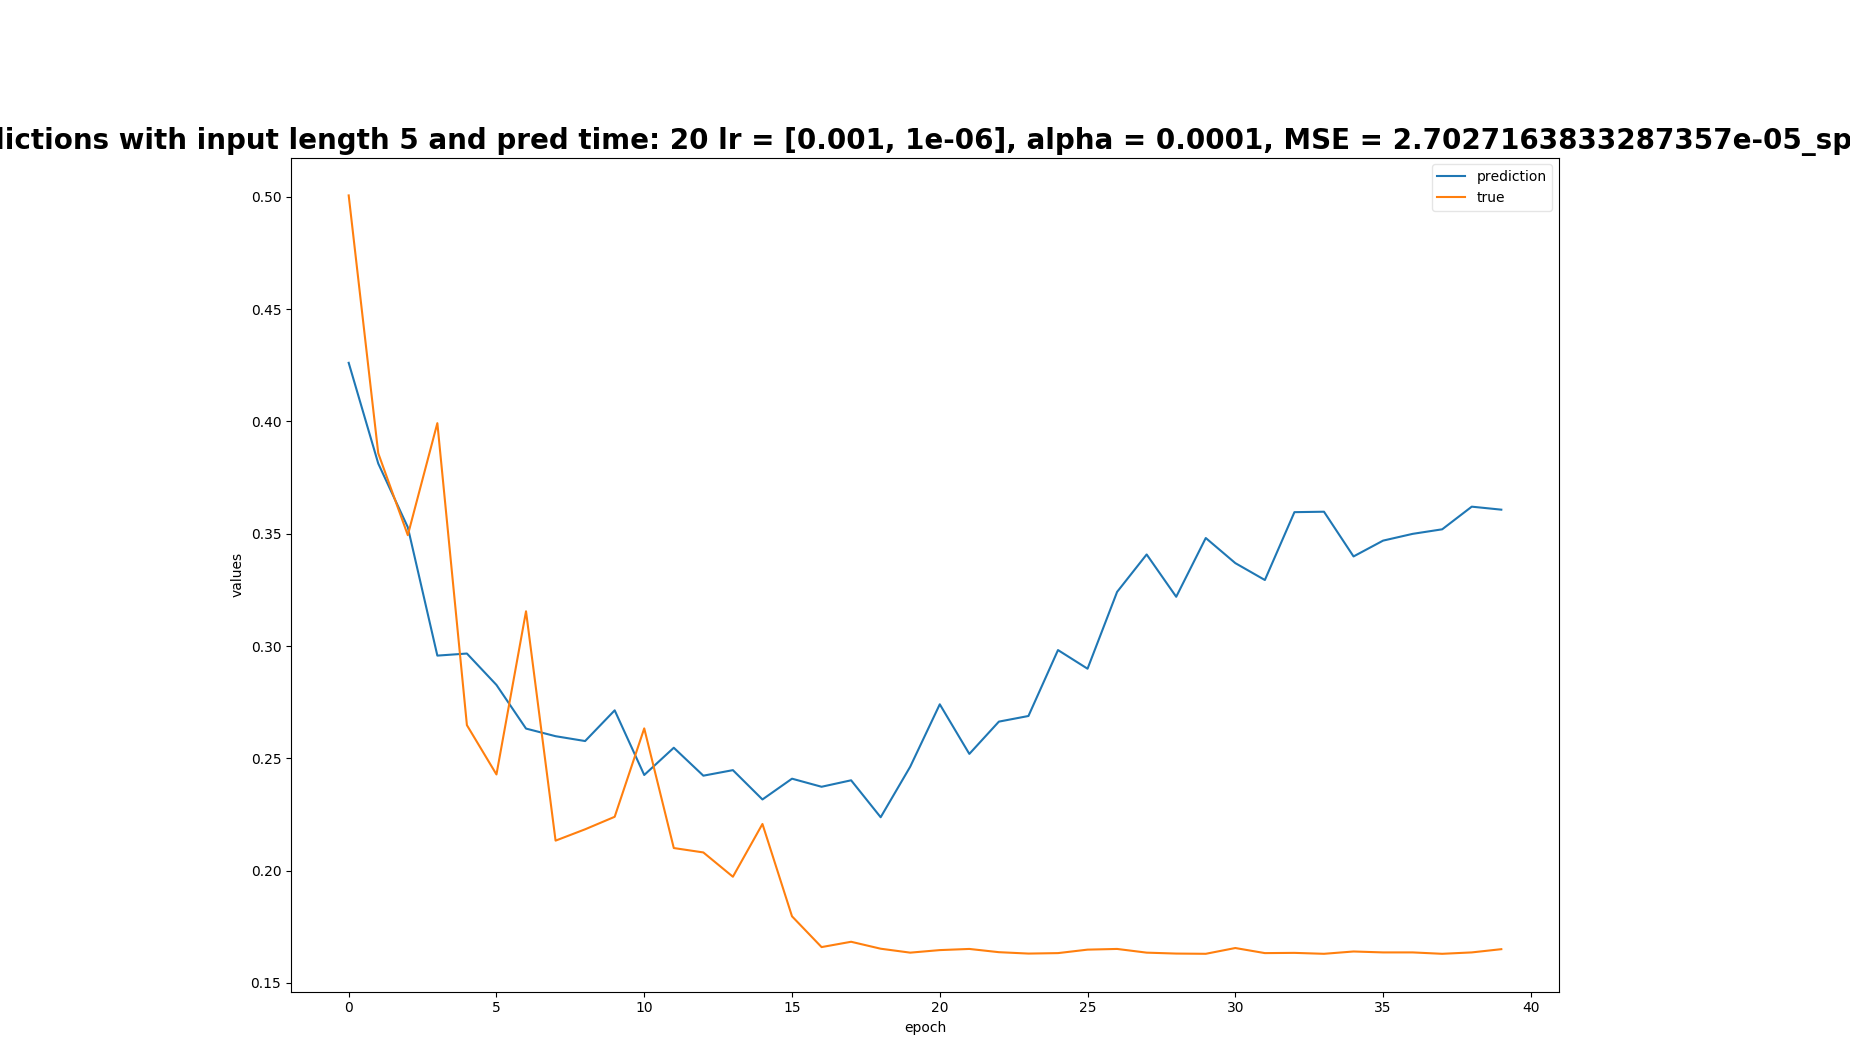 with input length 5 and pred time: 20 lr = [0.001, 1e-06], alpha = 0.0001, MSE = 2.7027163833287357e-05_sp
prediction
true
0.50
0.45
0.40
0.35
0.30
0.25
0.20
0.15
values
0 5 10 15 20 25 30 35 40
epoch